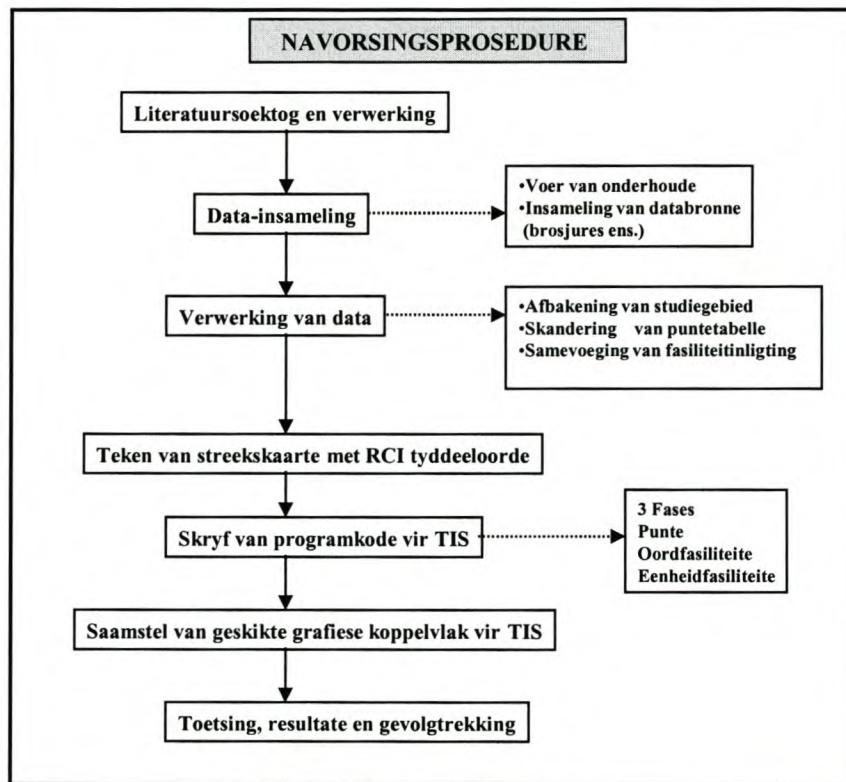 NAVORSINGSPROSEDURE
Literatuursoektog en verwerking
Data-insameling
•Voer van onderhoude
•Insameling van databronne
(brosjures ens.)
Verwerking van data
•Afbakening van studiegebied
•Skandering van puntetabelle
•Samevoeging van fasiliteitinligting
Teken van streekskaarte met RCI tyddeeloorde
Skryf van programkode vir TIS
3 Fases
Punte
Oordfasiliteite
Eenheidfasiliteite
Saamstel van geskikte grafiese koppelvlak vir TIS
Toetsing, resultate en gevolgtrekking